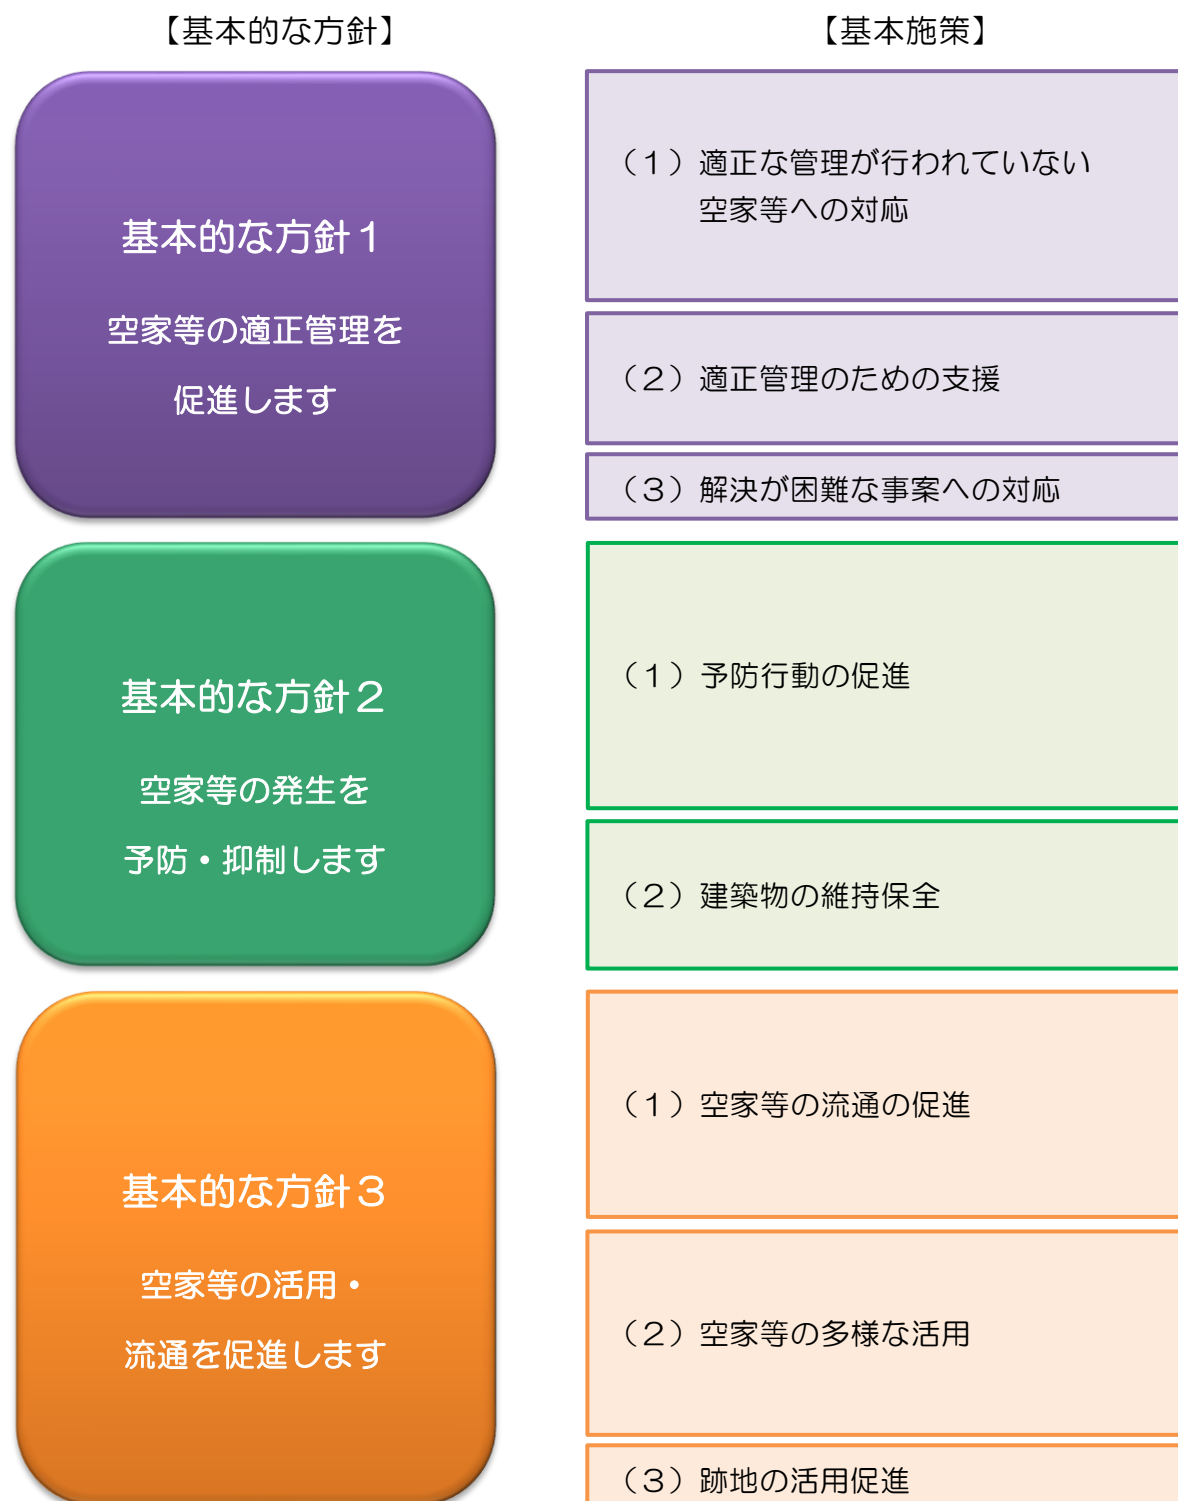 【基本的な方針】
【基本施策】
基本的な方針１
空家等の適正管理を
促進します
（１）適正な管理が行われていない
空家等への対応
（２）適正管理のための支援
（３）解決が困難な事案への対応
基本的な方針２
空家等の発生を
予防・抑制します
（１）予防行動の促進
（２）建築物の維持保全
基本的な方針３
空家等の活用・
流通を促進します
（１）空家等の流通の促進
（２）空家等の多様な活用
（３）跡地の活用促進